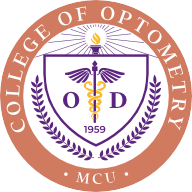 COLLEGE OF OPTOMETRY
O D
1959
· MCU ·